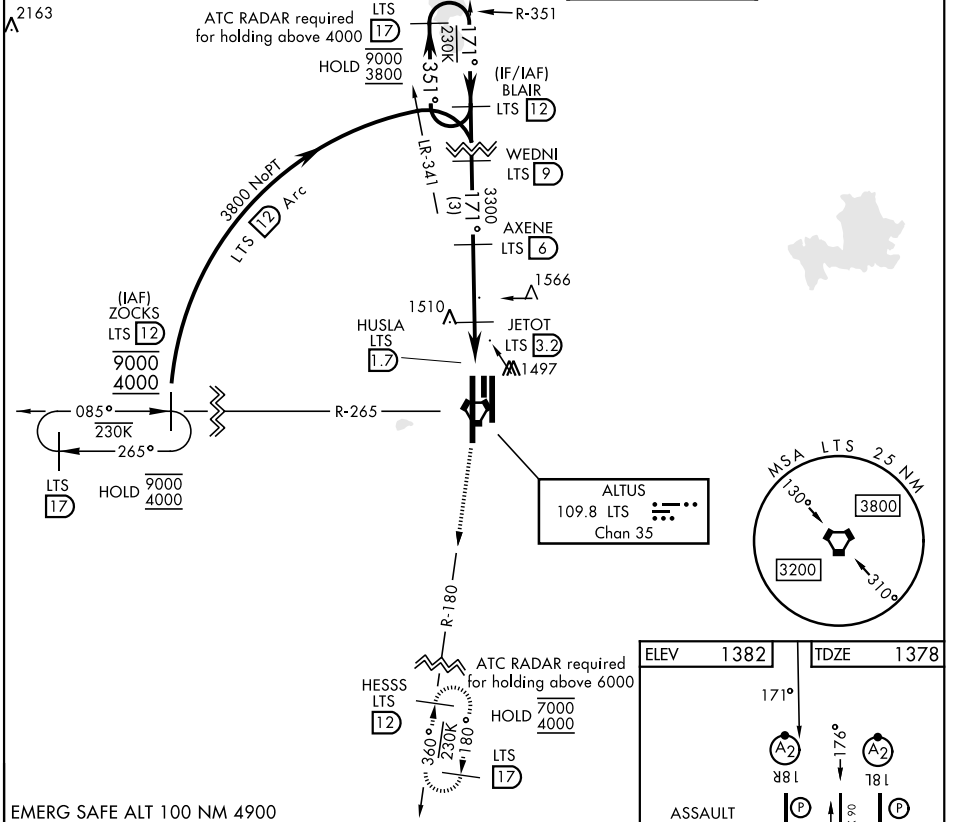 2163
ATC RADAR required
for holding above 4000
LTS
17
R-351
HOLD 9000
3800
230K
171°
351°
(IF/IAF)
BLAIR
LTS 12
LR-341
WEDNI
LTS 9
3800 NoPT
LTS 12 Arc
3300
171°
(3)
AXENE
LTS 6
1566
1510
(IAF)
ZOCKS
LTS 12
9000
4000
HUSLA
LTS
1.7
JETOT
LTS 3.2
1497
085°
230K
265°
R-265
LTS
17
HOLD 9000
4000
ALTUS
109.8 LTS
Chan 35
MSA LTS 25 NM
130°
3800
3200
310°
R-180
ATC RADAR required
for holding above 6000
HESSS
LTS
12
HOLD 7000
4000
360°
230K
180°
LTS
17
EMERG SAFE ALT 100 NM 4900
ELEV 1382
TDZE 1378
171°
A2
176°
A2
18R
18L
ASSAULT
P
P